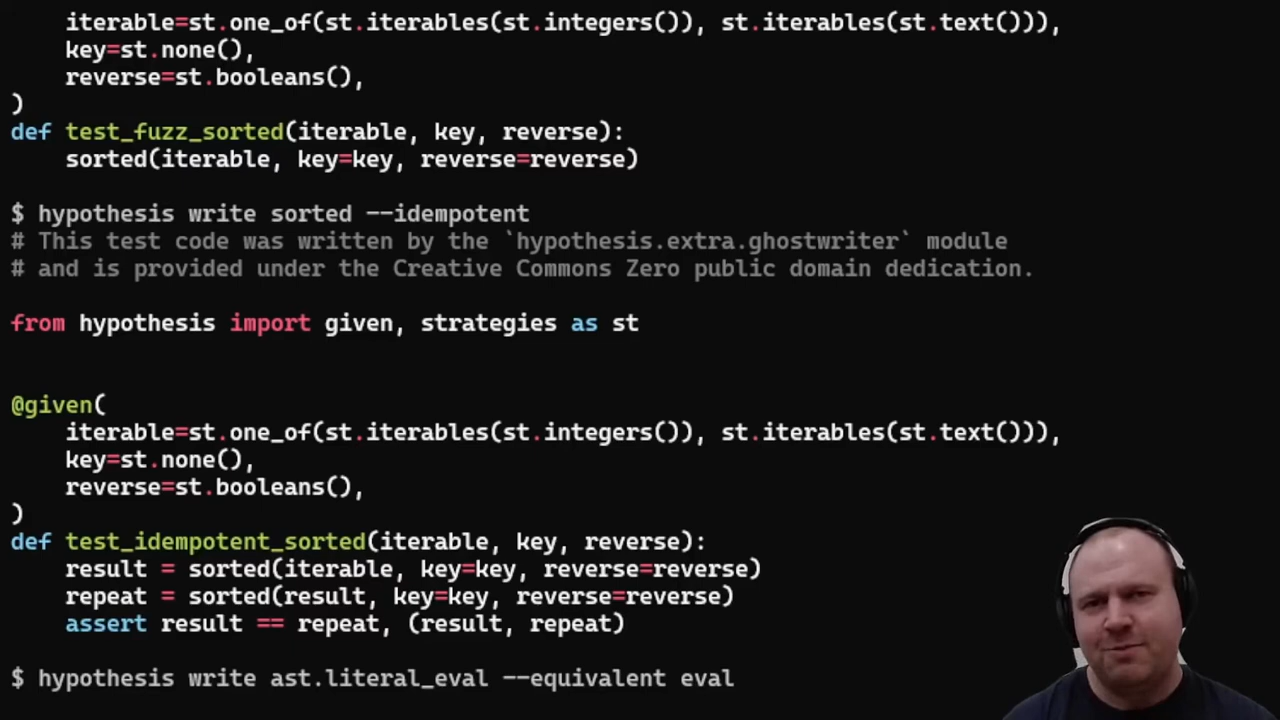 iterable=st.one_of(st.iterables(st.integers()), st.iterables(st.text())),
key=st.none(),
reverse=st.booleans(),
)
def test_fuzz_sorted(iterable, key, reverse):
sorted(iterable, key=key, reverse=reverse)
$ hypothesis write sorted --idempotent
# This test code was written by the `hypothesis.extra.ghostwriter` module
# and is provided under the Creative Commons Zero public domain dedication.
from hypothesis import given, strategies as st
@given(
iterable=st.one_of(st.iterables(st.integers()), st.iterables(st.text())),
key=st.none(),
reverse=st.booleans(),
)
def test_idempotent_sorted(iterable, key, reverse):
result = sorted(iterable, key=key, reverse=reverse)
repeat = sorted(result, key=key, reverse=reverse)
assert result == repeat, (result, repeat)
$ hypothesis write ast.literal_eval --equivalent eval